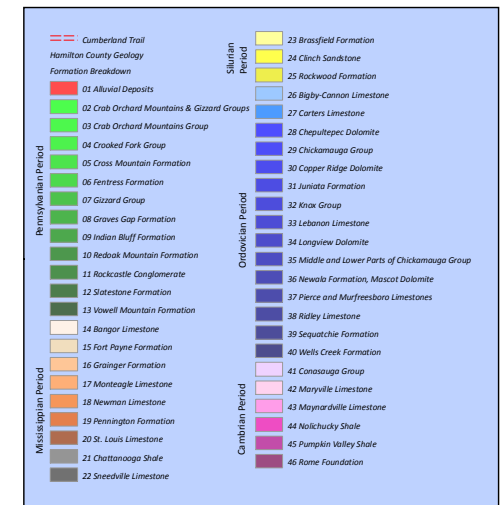 Cumberland Trail
Hamilton County Geology
Formation Breakdown
Pennsylvanian Period
01 Alluvial Deposits
02 Crab Orchard Mountains & Gizzard Groups
03 Crab Orchard Mountains Group
04 Crooked Fork Group
05 Cross Mountain Formation
06 Fentress Formation
07 Gizzard Group
08 Graves Gap Formation
09 Indian Bluff Formation
10 Redoak Mountain Formation
11 Rockcastle Conglomerate
12 Slatestone Formation
13 Vowell Mountain Formation
Mississippian Period
14 Bangor Limestone
15 Fort Payne Formation
16 Grainger Formation
17 Monteagle Limestone
18 Newman Limestone
19 Pennington Formation
20 St. Louis Limestone
21 Chattanooga Shale
22 Sneedville Limestone
Silurian Period
23 Brassfield Formation
24 Clinch Sandstone
25 Rockwood Formation
Ordovician Period
26 Bigby-Cannon Limestone
27 Carters Limestone
28 Chepultepec Dolomite
29 Chickamauga Group
30 Copper Ridge Dolomite
31 Juniata Formation
32 Knox Group
33 Lebanon Limestone
34 Longview Dolomite
35 Middle and Lower Parts of Chickamauga Group
36 Newala Formation, Mascot Dolomite
37 Pierce and Murfreesboro Limestones
38 Ridley Limestone
39 Sequatchie Formation
40 Wells Creek Formation
Cambrian Period
41 Conasauga Group
42 Maryville Limestone
43 Maynardville Limestone
44 Nolichucky Shale
45 Pumpkin Valley Shale
46 Rome Foundation